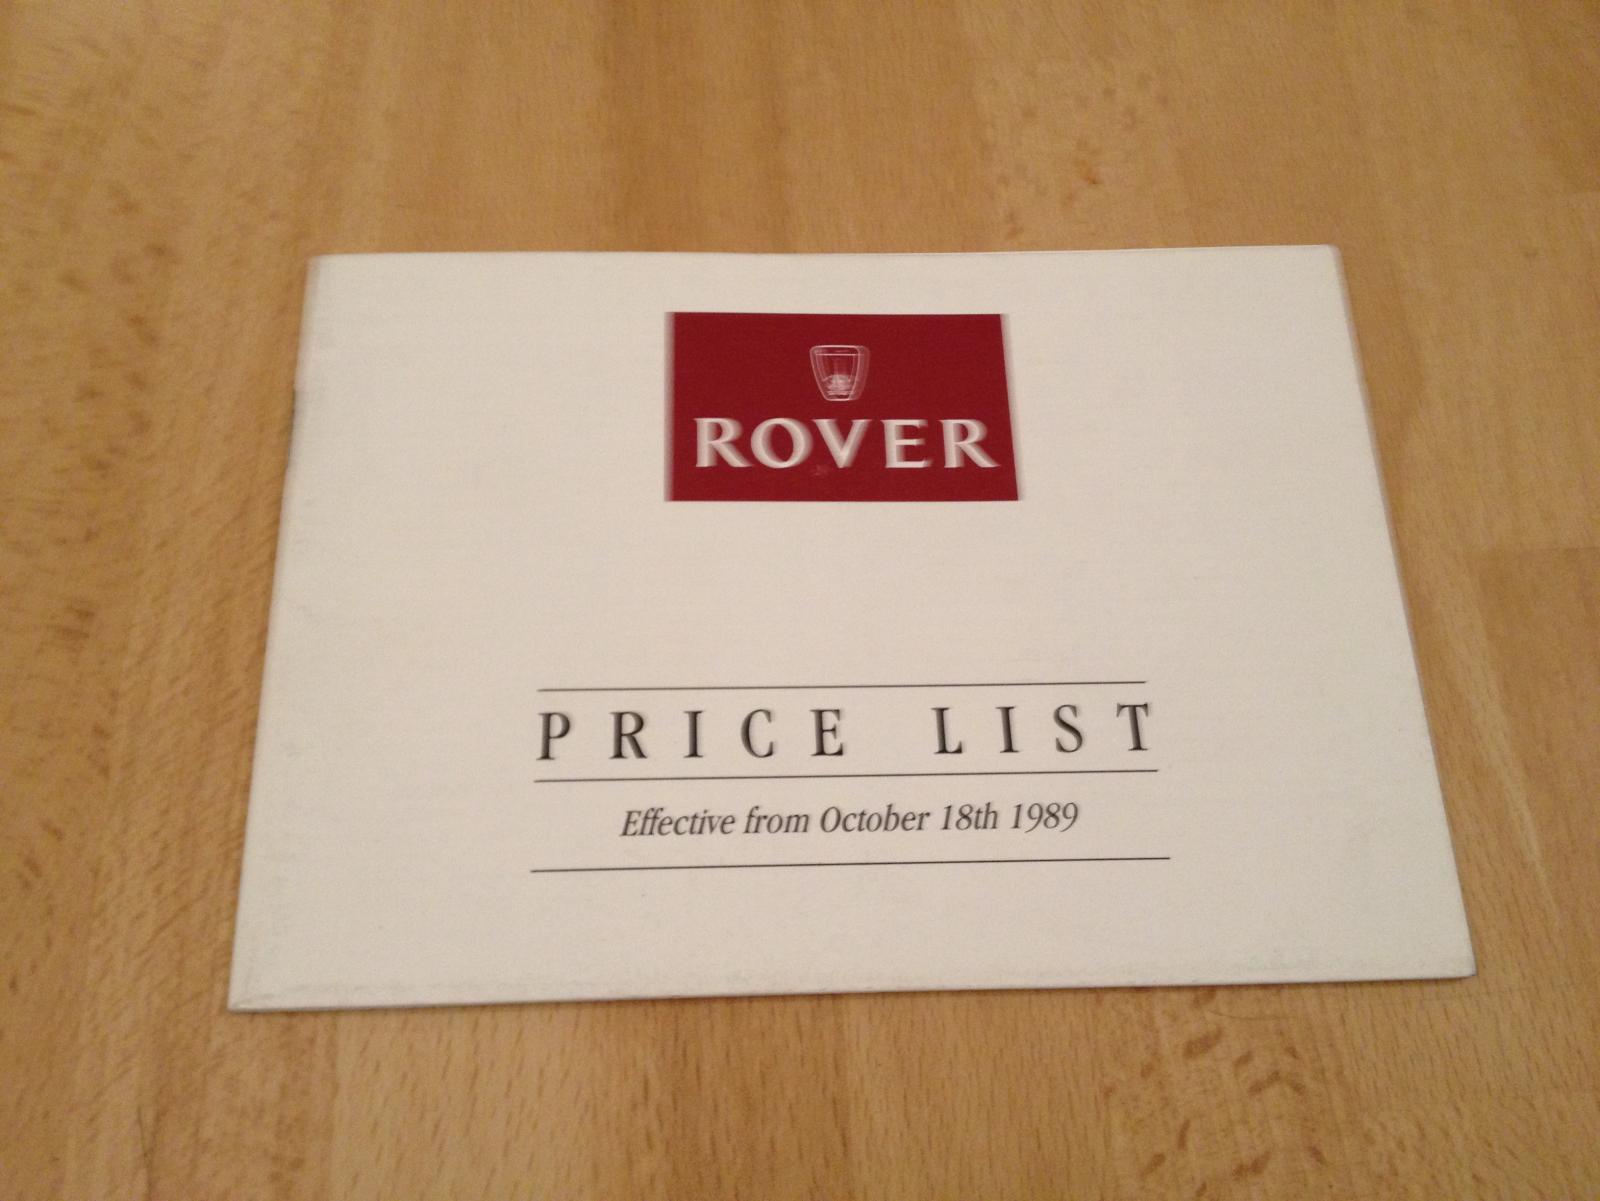 ROVER
PRICE LIST
Effective from October 18th 1989